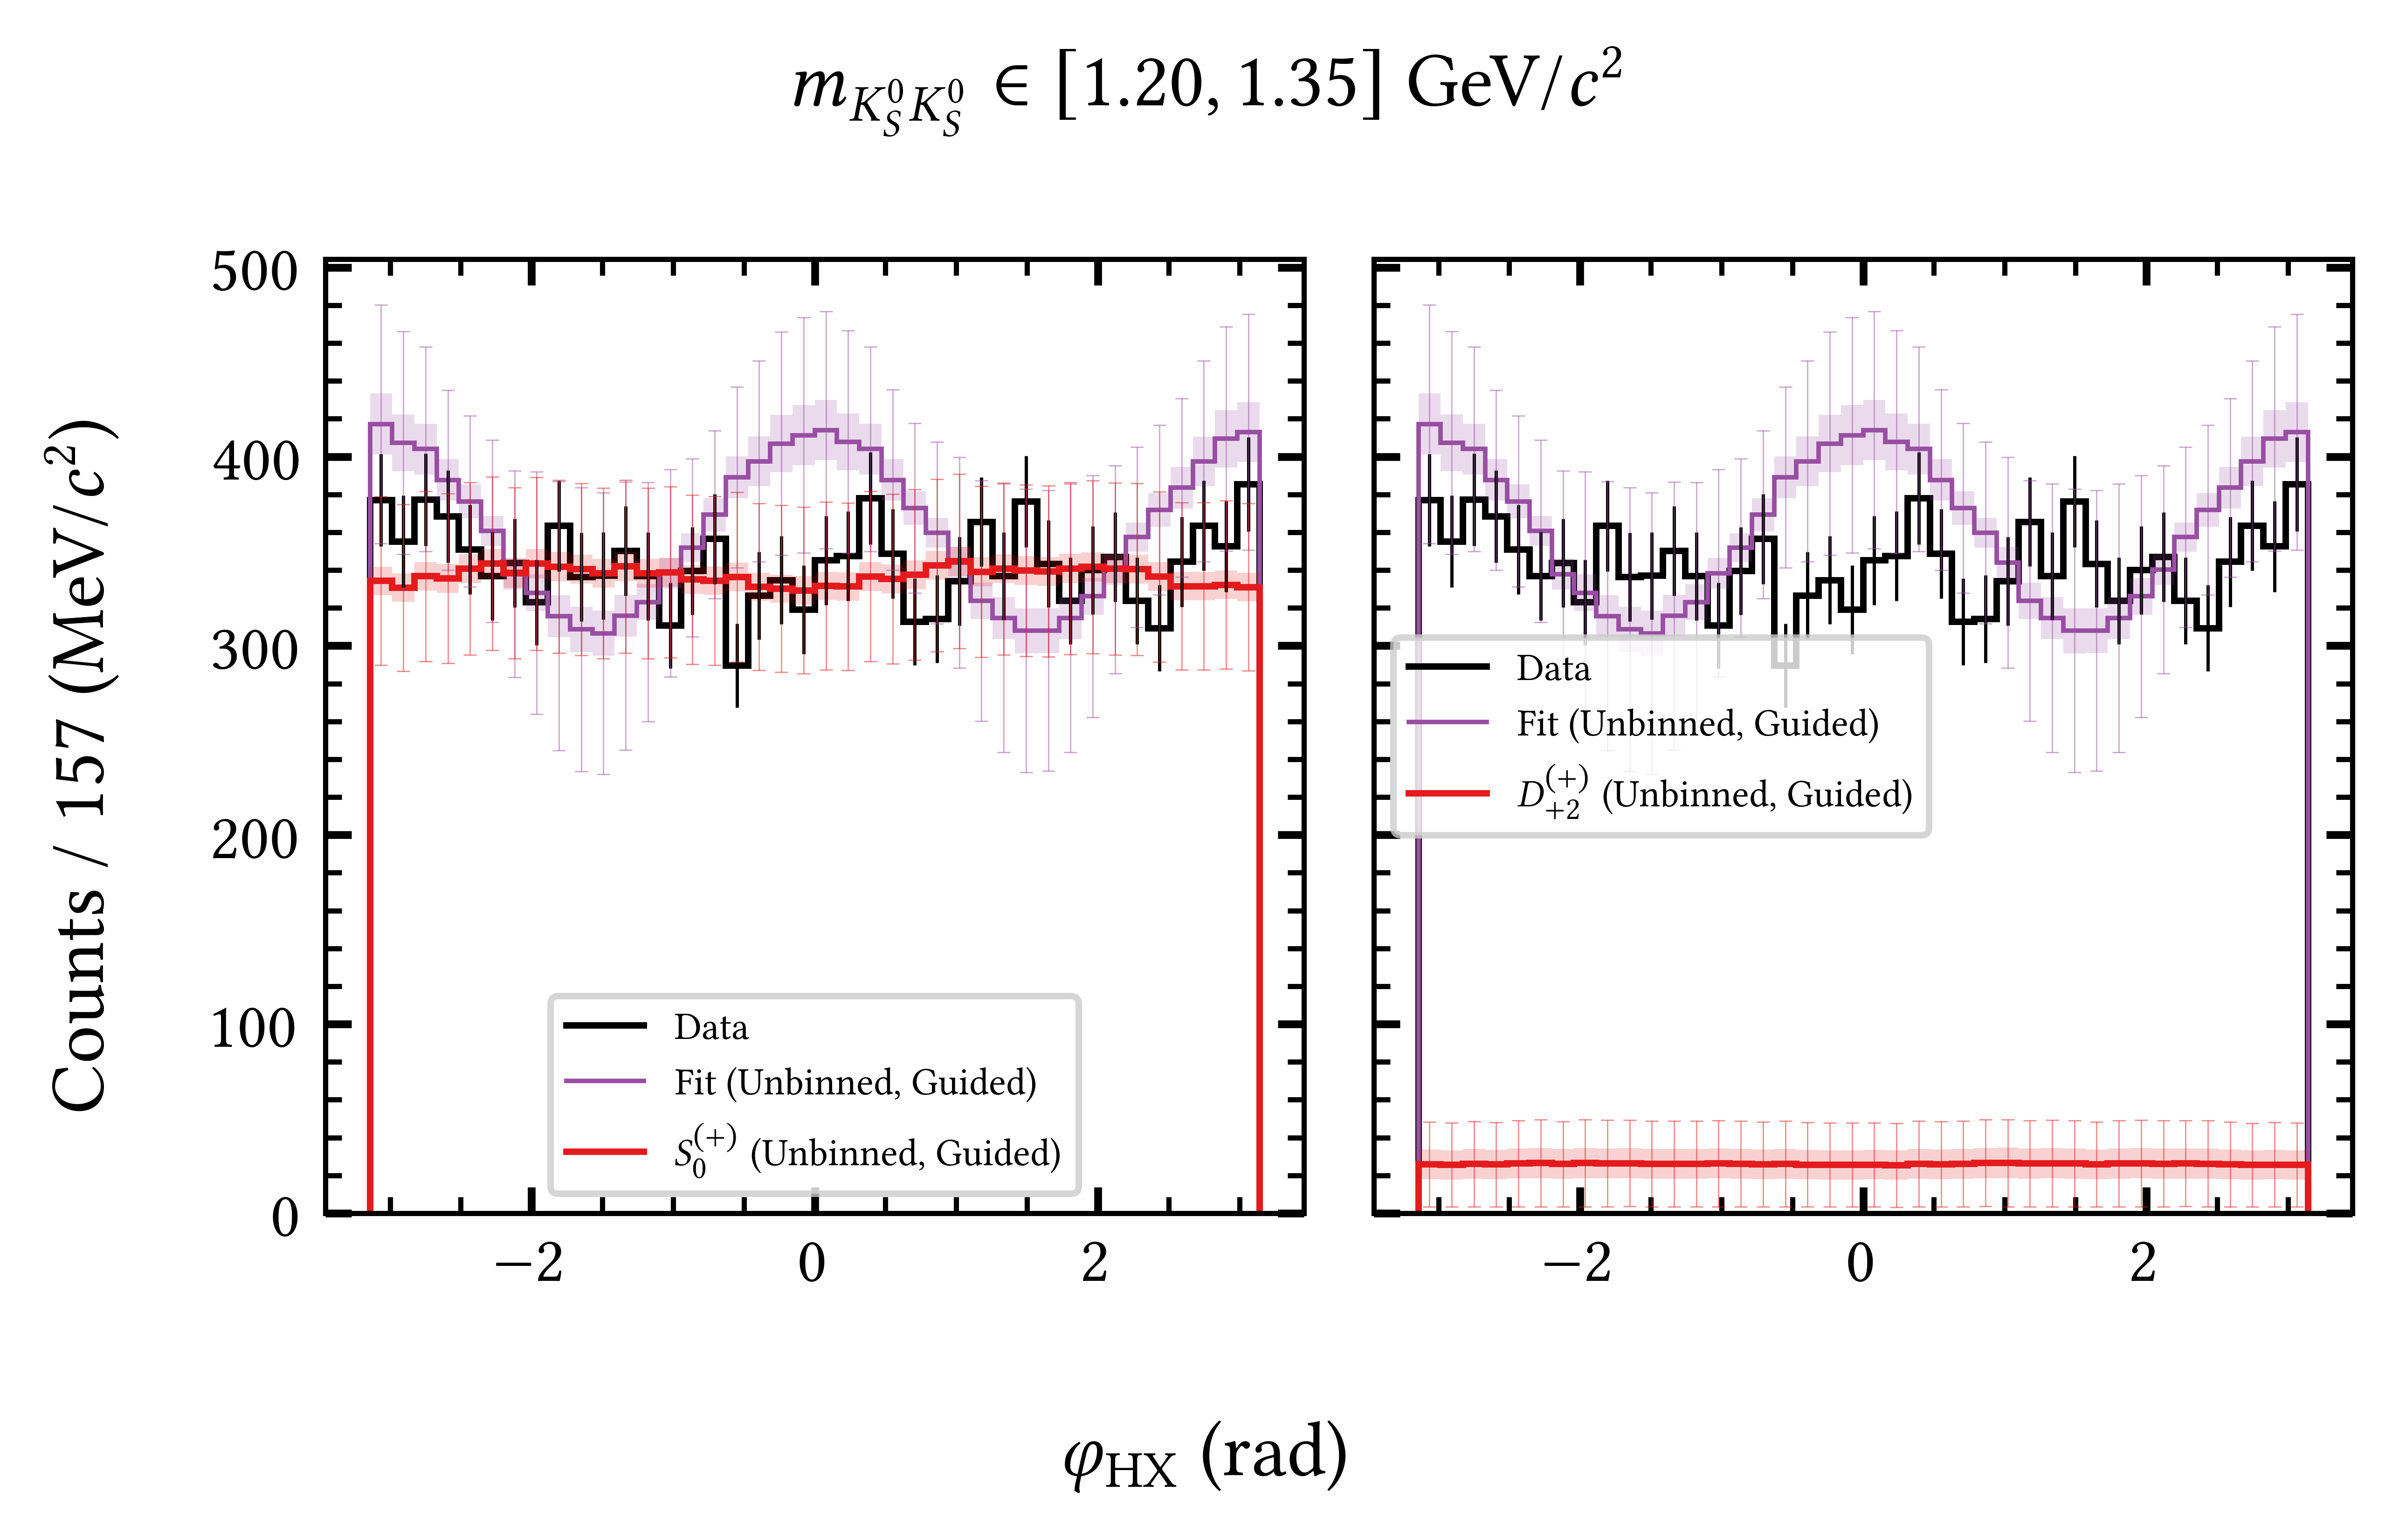 m_{K_S^0 K_S^0} ∈ [1.20, 1.35] GeV/c²
Counts / 157 (MeV/c²)
500
400
300
200
100
0
Data
Fit (Unbinned, Guided)
S_0^{(+)} (Unbinned, Guided)
−2
0
2
Data
Fit (Unbinned, Guided)
D_{+2}^{(+)} (Unbinned, Guided)
−2
0
2
φ_{HX} (rad)